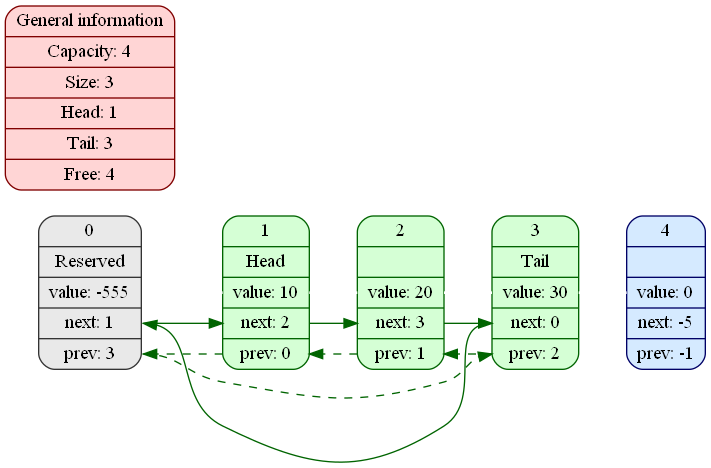 General information
Capacity: 4
Size: 3
Head: 1
Tail: 3
Free: 4
0
Reserved
value: -555
next: 1
prev: 3
1
Head
value: 10
next: 2
prev: 0
2
value: 20
next: 3
prev: 1
3
Tail
value: 30
next: 0
prev: 2
4
value: 0
next: -5
prev: -1